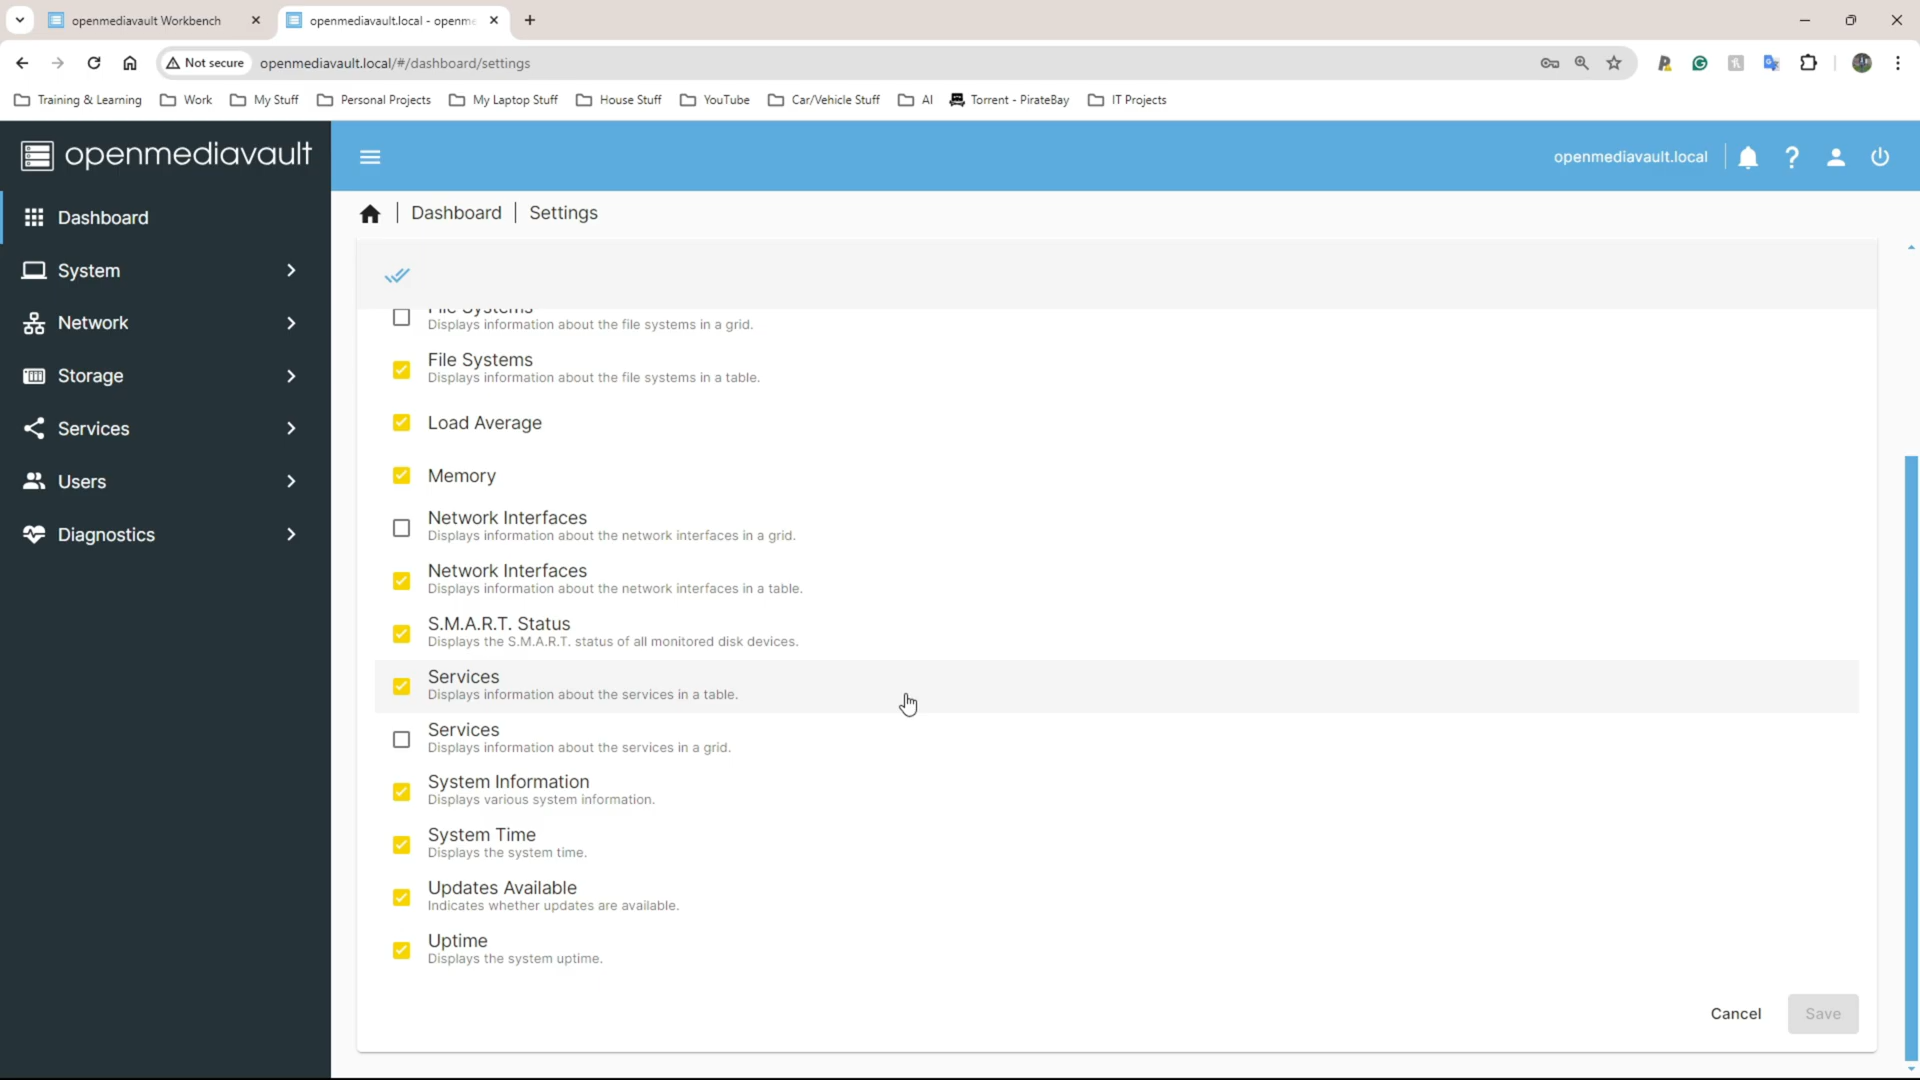 openmediavault Workbench
openmediavault.local - openme
Not secure
openmediavault.local/#/dashboard/settings
Training & Learning
Work
My Stuff
Personal Projects
My Laptop Stuff
House Stuff
YouTube
Car/Vehicle Stuff
AI
Torrent - PirateBay
IT Projects
openmediavault
openmediavault.local
Dashboard
System
Network
Storage
Services
Users
Diagnostics
Dashboard | Settings
File Systems
Displays information about the file systems in a grid.
File Systems
Displays information about the file systems in a table.
Load Average
Memory
Network Interfaces
Displays information about the network interfaces in a grid.
Network Interfaces
Displays information about the network interfaces in a table.
S.M.A.R.T. Status
Displays the S.M.A.R.T. status of all monitored disk devices.
Services
Displays information about the services in a table.
Services
Displays information about the services in a grid.
System Information
Displays various system information.
System Time
Displays the system time.
Updates Available
Indicates whether updates are available.
Uptime
Displays the system uptime.
Cancel
Save